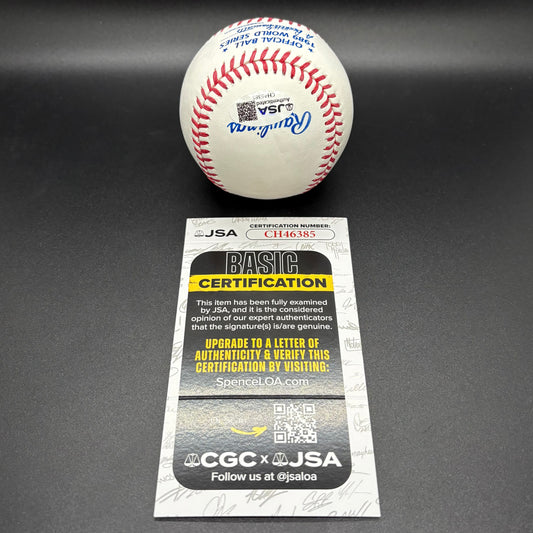 OFFICIAL BALL
1989 WORLD SERIES
Rawlings
JSA
Authenticated
JSA
CERTIFICATION NUMBER:
CH46385
BASIC
CERTIFICATION
This item has been fully examined
by JSA, and it is the considered
opinion of our expert authenticators
that the signature(s) is/are genuine.
UPGRADE TO A LETTER OF
AUTHENTICITY & VERIFY THIS
CERTIFICATION BY VISITING:
SpenceLOA.com
CGC x JSA
Follow us at @jsaloa